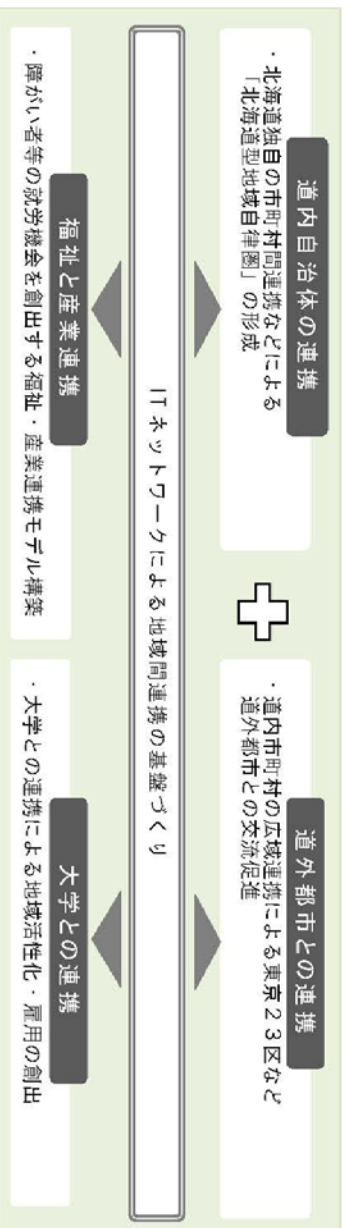 道内自治体の連携
・北海道独自の市町村間連携などによる
「北海道型地域自律圏」の形成
道外都市との連携
・道内市町村の広域連携による東京23区など
道外都市との交流促進
ITネットワークによる地域間連携の基盤づくり
福祉と産業連携
・障がい者等の就労機会を創出する福祉・産業連携モデル構築
大学との連携
・大学との連携による地域活性化・雇用の創出